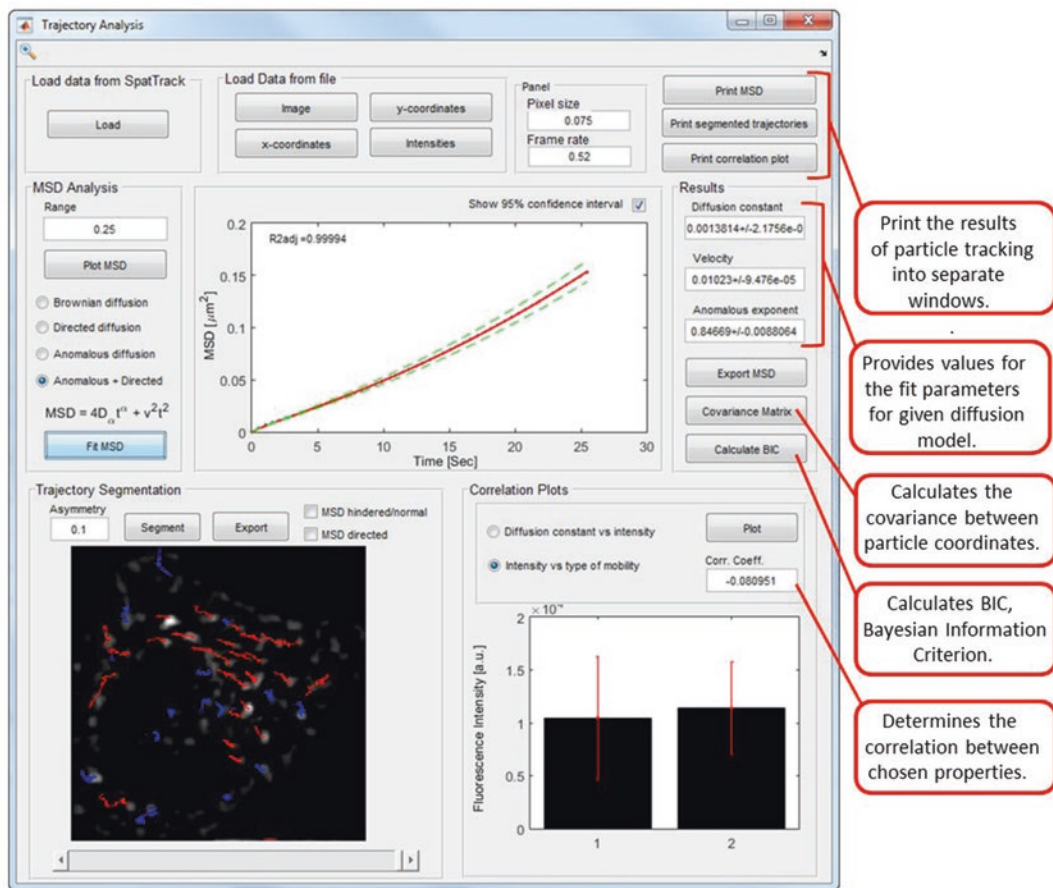 Trajectory Analysis
Load data from SpatTrack
Load
Load Data from file
Image
y-coordinates
x-coordinates
Intensities
Panel
Pixel size
0.075
Frame rate
0.52
Print MSD
Print segmented trajectories
Print correlation plot
MSD Analysis
Range
0.25
Plot MSD
Brownian diffusion
Directed diffusion
Anomalous diffusion
Anomalous + Directed
MSD = 4D_α t^α + v²t²
Fit MSD
Show 95% confidence interval
R2adj =0.99994
MSD [μm²]
0.2
0.15
0.1
0.05
0
0 5 10 15 20 25 30
Time [Sec]
Results
Diffusion constant
0.0013814+/-2.1756e-0
Velocity
0.01023+/-9.476e-05
Anomalous exponent
0.84669+/-0.0088064
Export MSD
Covariance Matrix
Calculate BIC
Trajectory Segmentation
Asymmetry
0.1
Segment
Export
MSD hindered/normal
MSD directed
Correlation Plots
Diffusion constant vs intensity
Intensity vs type of mobility
Plot
Corr. Coeff.
-0.080951
Fluorescence Intensity [a.u.]
2
1.5
1
0.5
0
1 2
Print the results
of particle tracking
into separate
windows.
.
Provides values for
the fit parameters
for given diffusion
model.
Calculates the
covariance between
particle coordinates.
Calculates BIC,
Bayesian Information
Criterion.
Determines the
correlation between
chosen properties.